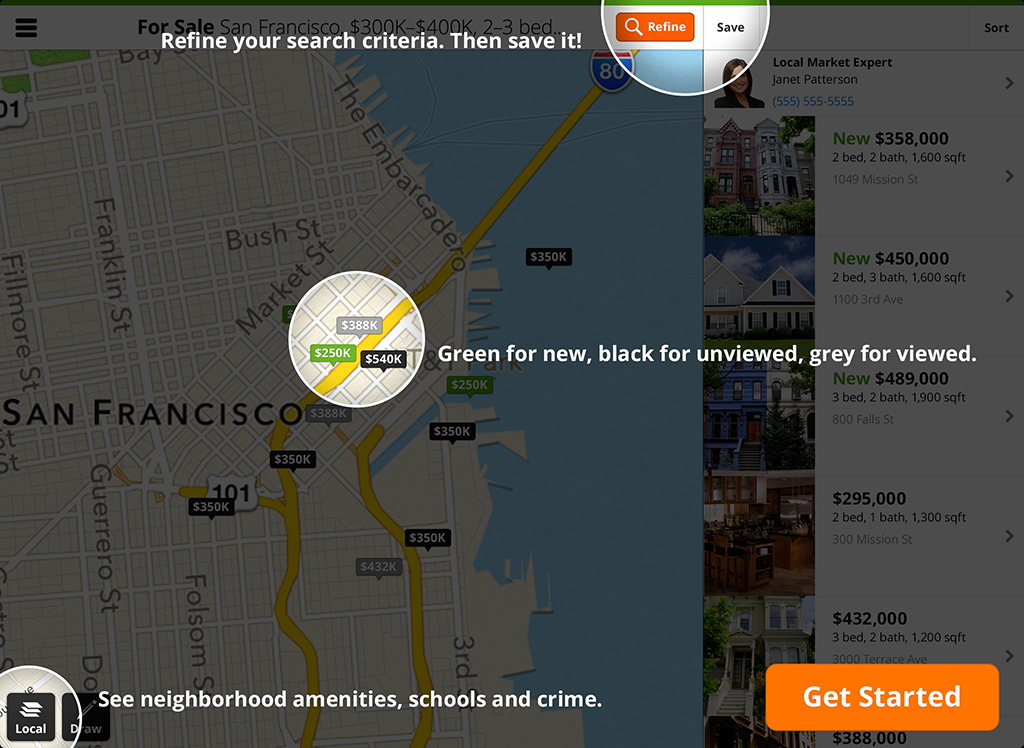 For Sale San Francisco, $300K–$400K, 2–3 bed...
Refine
Save
Sort
Refine your search criteria. Then save it!
Local Market Expert
Janet Patterson
(555) 555-5555
New $358,000
2 bed, 2 bath, 1,600 sqft
1049 Mission St
New $450,000
2 bed, 3 bath, 1,600 sqft
1100 3rd Ave
New $489,000
3 bed, 2 bath, 1,900 sqft
800 Falls St
$295,000
2 bed, 1 bath, 1,300 sqft
300 Mission St
$432,000
3 bed, 2 bath, 1,200 sqft
3000 Terrace Ave
$388,000
Bay
80
The Embarcadero
Franklin St
Bush St
Market St
Fillmore St
$350K
$388K
$250K
$540K
Green for new, black for unviewed, grey for viewed.
T&T Park
$250K
SAN FRANCISCO
$388K
$350K
St
St
$350K
101
$350K
Guerrero St
$350K
$432K
Folsom S
3rd
Do
See neighborhood amenities, schools and crime.
Local
Draw
Get Started